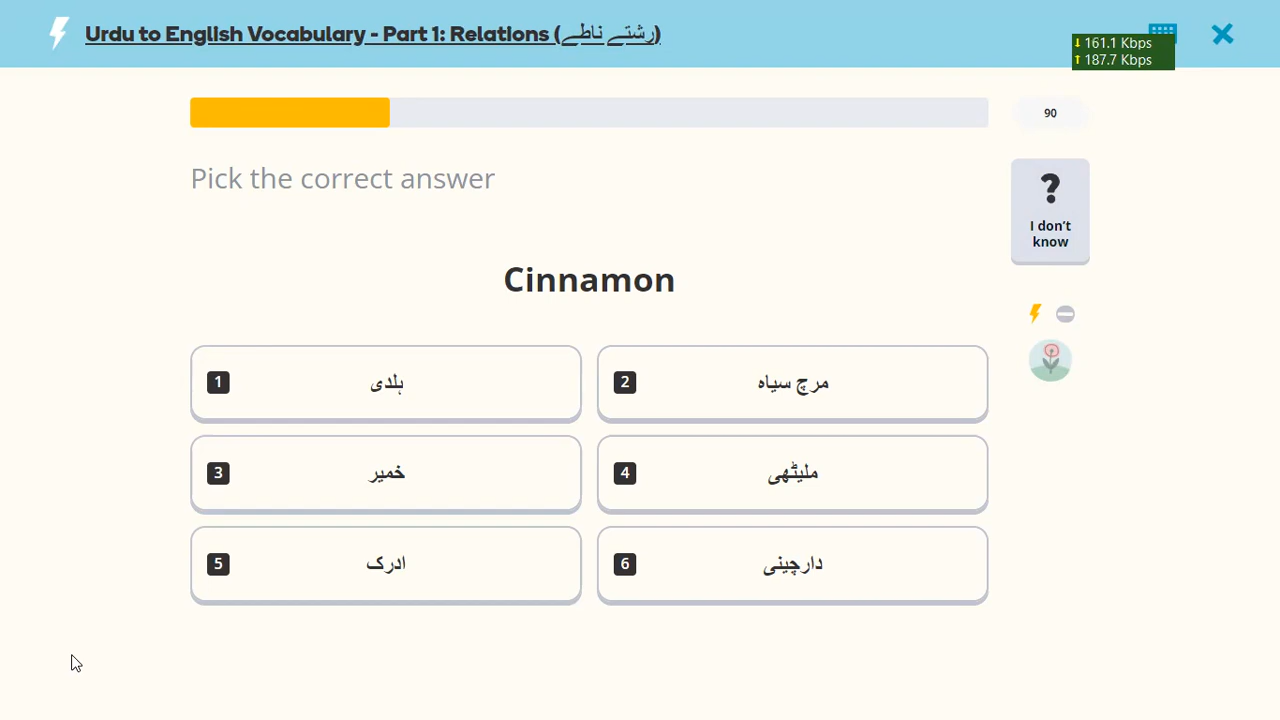 Urdu to English Vocabulary - Part 1: Relations (رشتے ناطے)
↓ 161.1 Kbps
↑ 187.7 Kbps
90
Pick the correct answer
?
I don't
know
Cinnamon
1 ہلدی
2 مرچ سیاہ
3 خمیر
4 ملیٹھی
5 ادرک
6 دارچینی